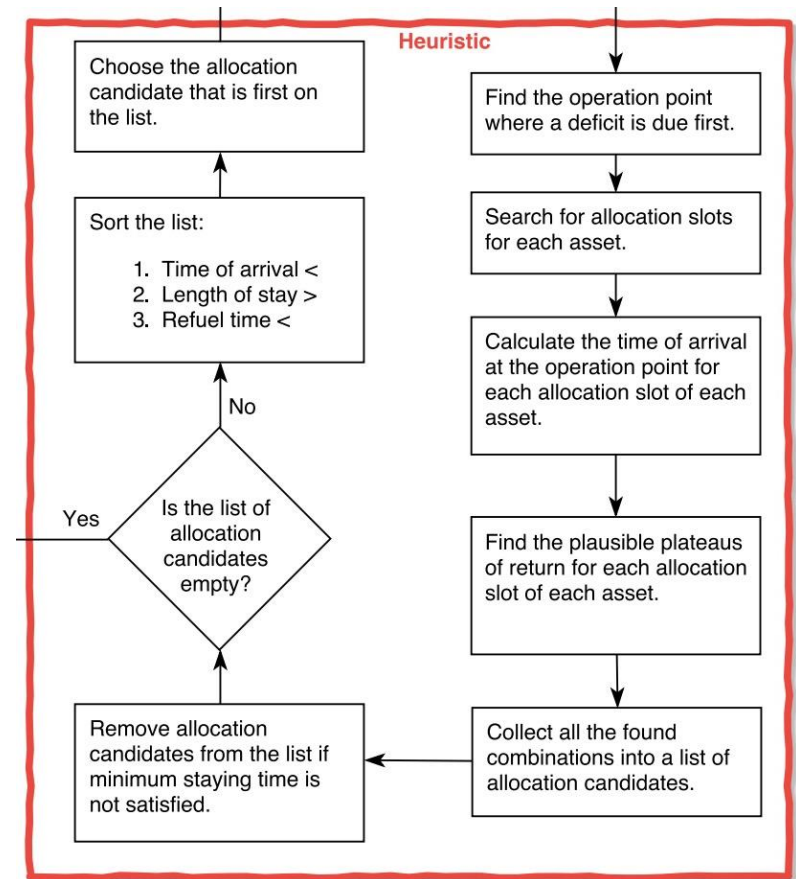 Heuristic
Find the operation point
where a deficit is due first.
Search for allocation slots
for each asset.
Calculate the time of arrival
at the operation point for
each allocation slot of each
asset.
Find the plausible plateaus
of return for each allocation
slot of each asset.
Collect all the found
combinations into a list of
allocation candidates.
Remove allocation
candidates from the list if
minimum staying time is
not satisfied.
Is the list of
allocation
candidates
empty?
Yes
No
Sort the list:
1. Time of arrival <
2. Length of stay >
3. Refuel time <
Choose the allocation
candidate that is first on
the list.